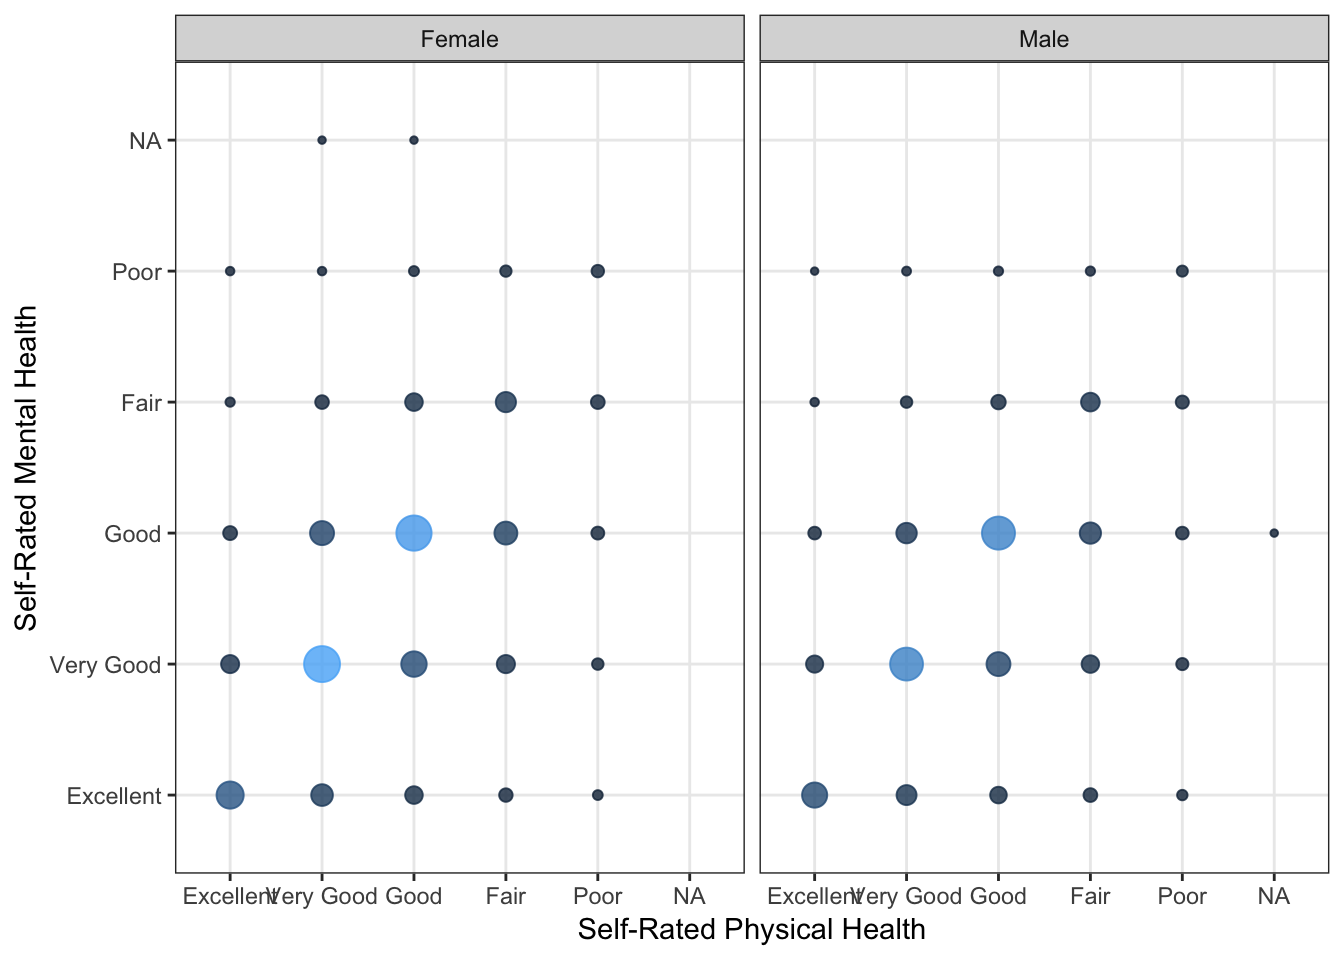 Female
Male
NA
Poor
Fair
Good
Very Good
Excellent
Self-Rated Mental Health
Excellent Very Good Good Fair Poor NA
Excellent Very Good Good Fair Poor NA
Self-Rated Physical Health